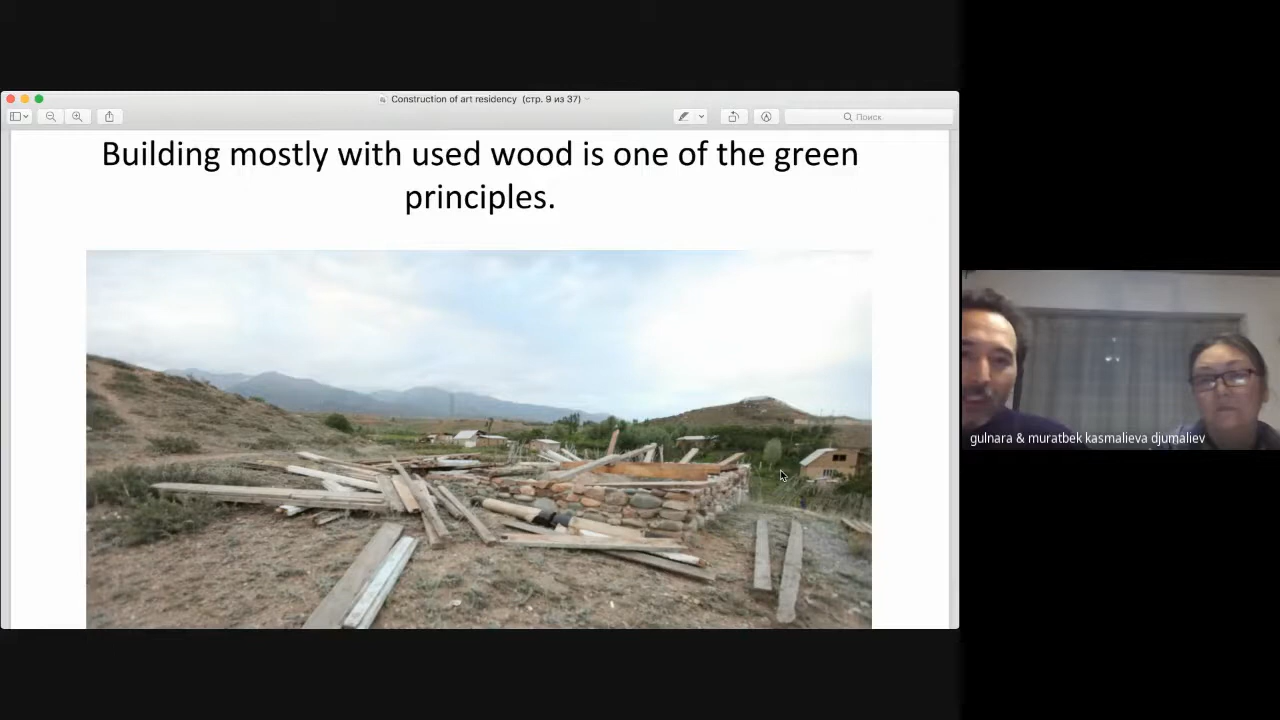 Construction of art residency (стр. 9 из 37)
Поиск
Building mostly with used wood is one of the green
principles.
gulnara & muratbek kasmalieva djumaliev